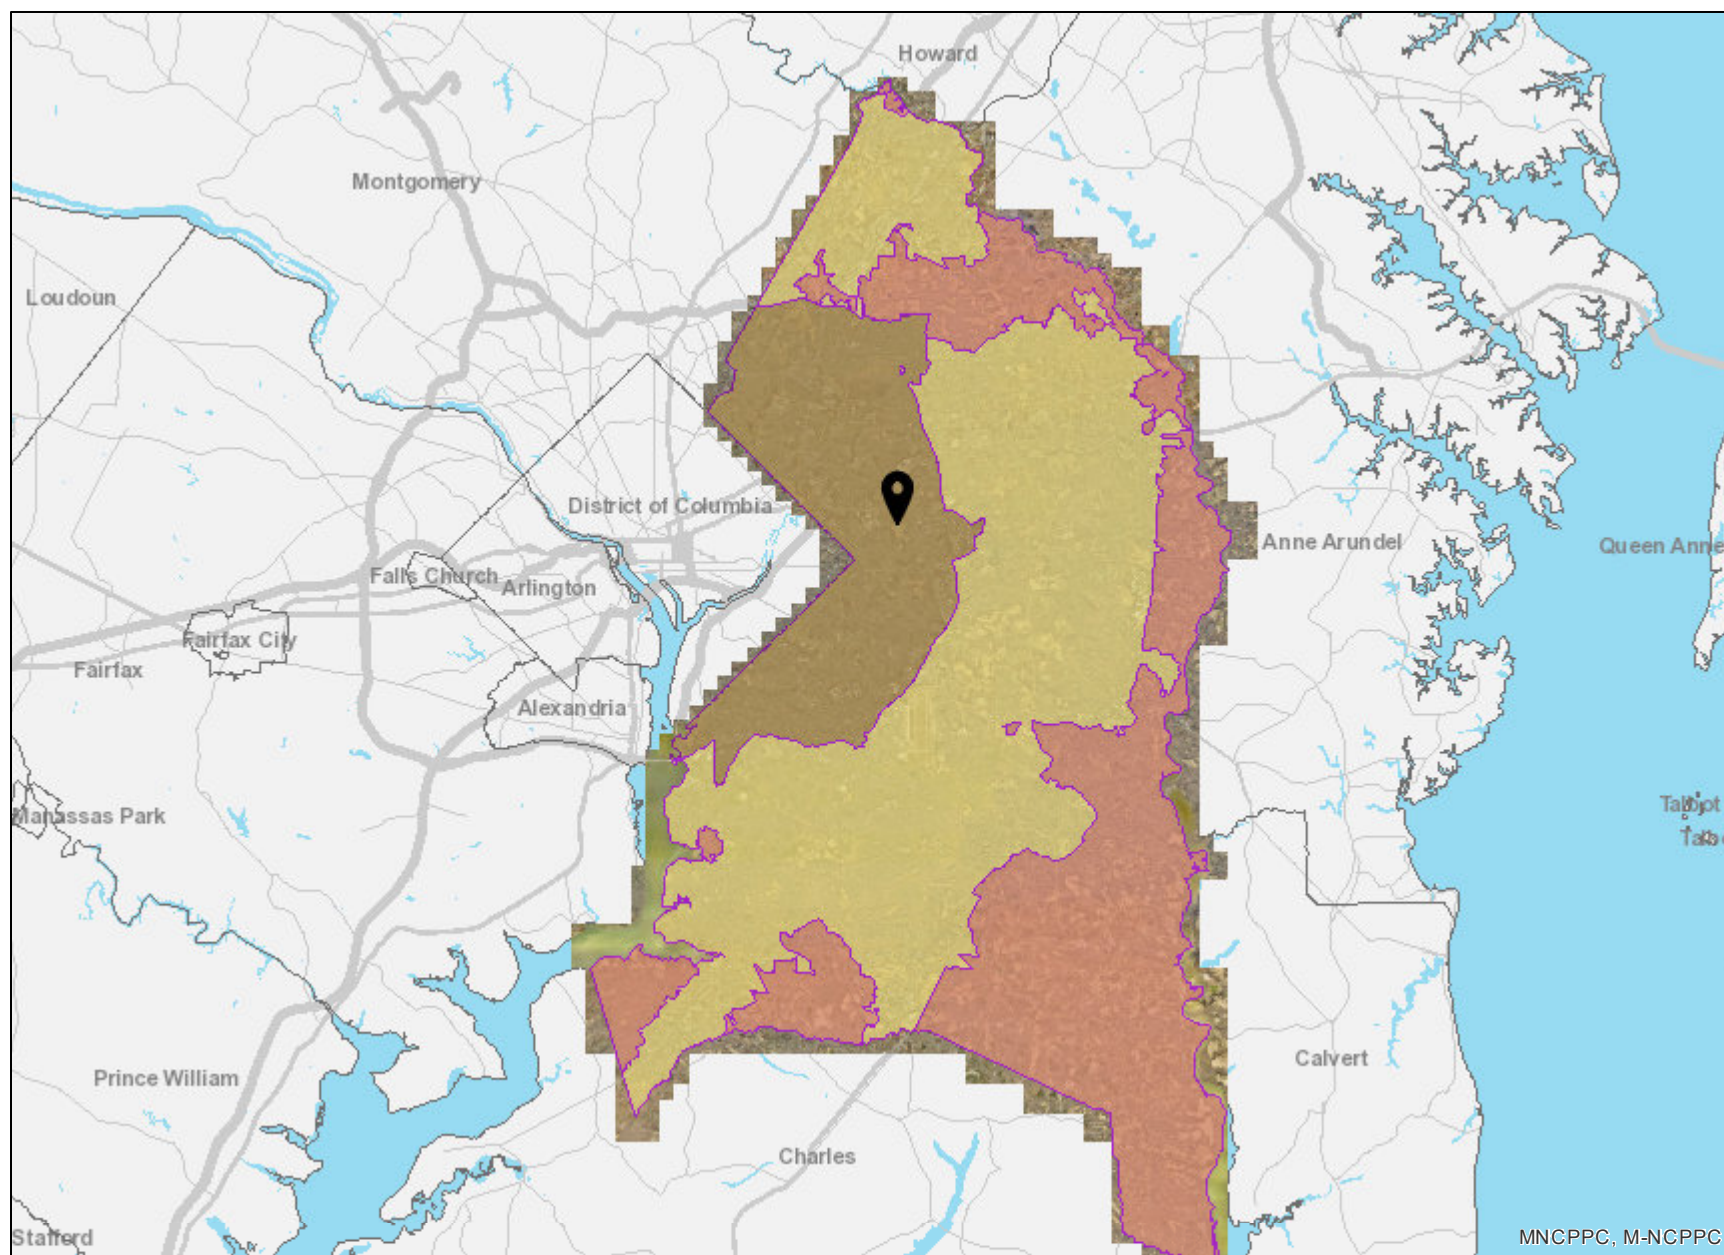 Howard
Montgomery
Loudoun
District of Columbia
Anne Arundel
Queen Anne
Falls Church
Arlington
Fairfax City
Fairfax
Alexandria
Manassas Park
Talbot
Calvert
Prince William
Charles
Stafford
MNCPPC, M-NCPPC